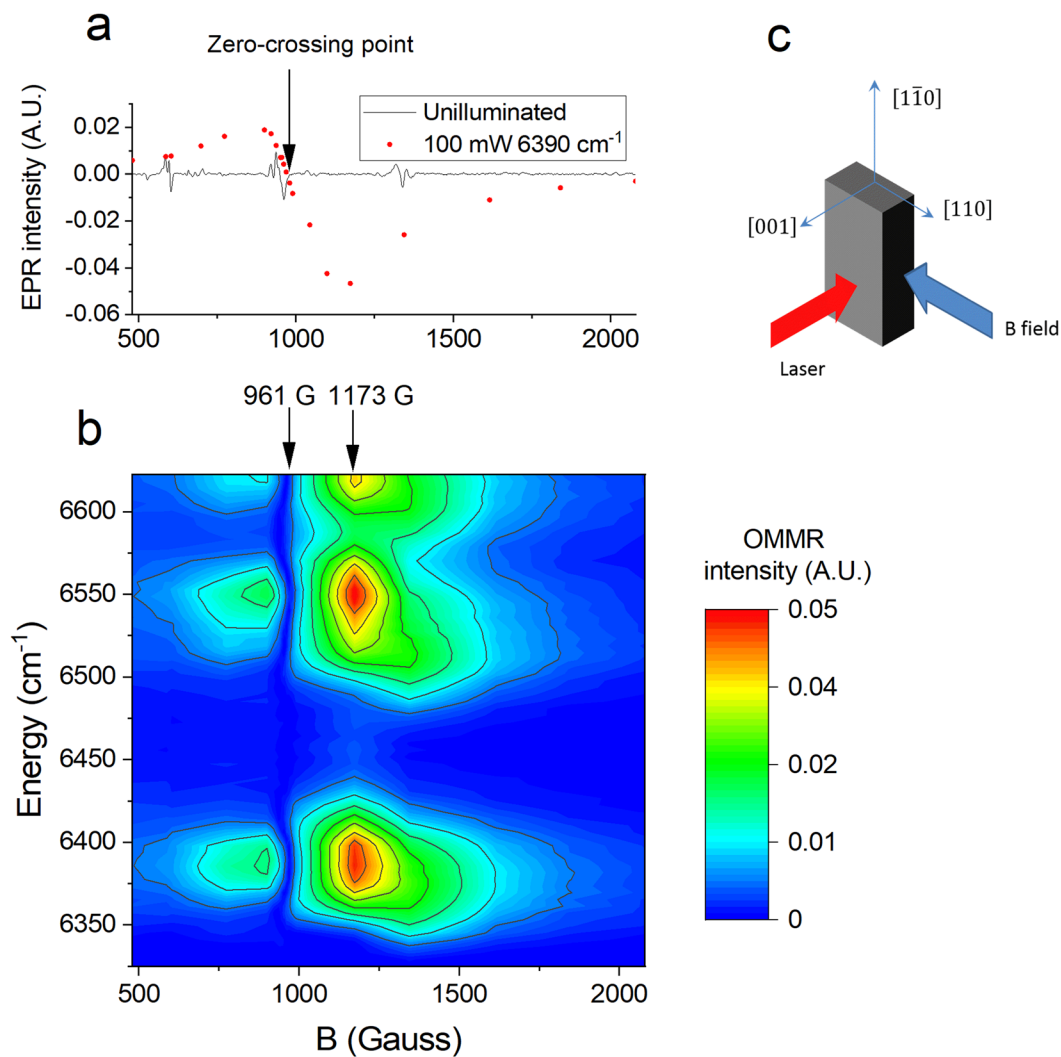 a
Zero-crossing point
EPR intensity (A.U.)
0.02
0.00
-0.02
-0.04
-0.06
500
1000
1500
2000
Unilluminated
100 mW 6390 cm⁻¹
c
[11̄0]
[001]
[110]
Laser
B field
961 G
1173 G
b
Energy (cm⁻¹)
6600
6550
6500
6450
6400
6350
500
1000
1500
2000
B (Gauss)
OMMR
intensity (A.U.)
0.05
0.04
0.02
0.01
0